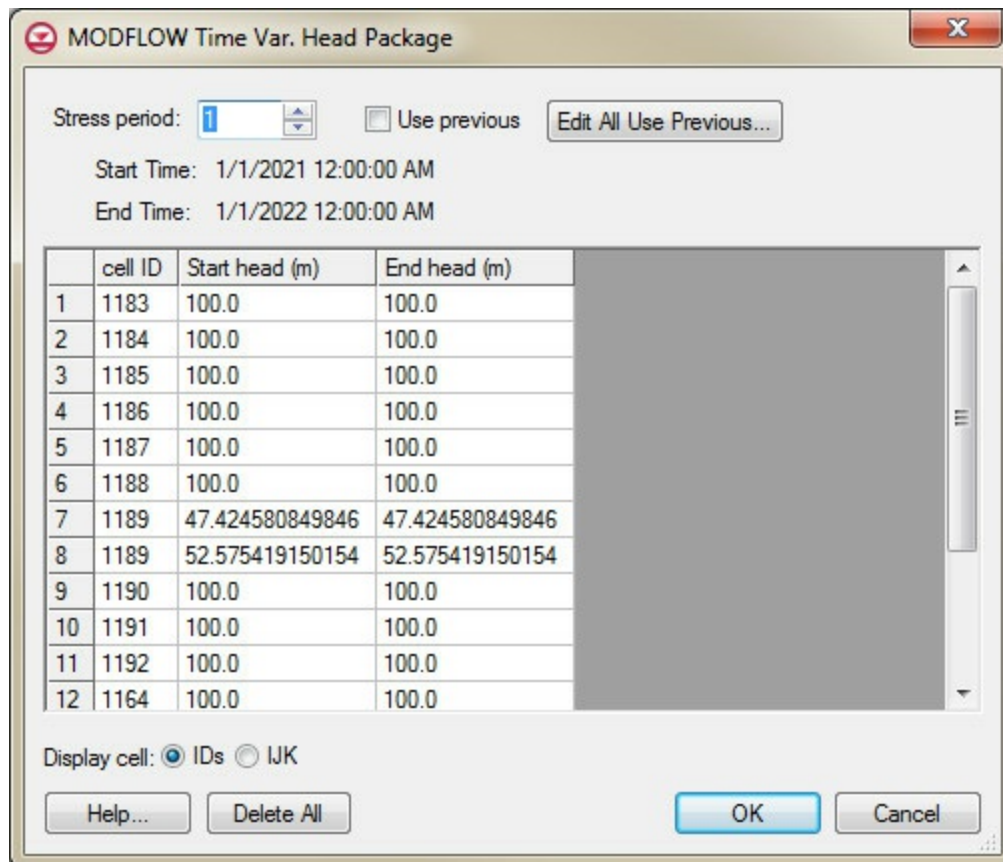 MODFLOW Time Var. Head Package
Stress period: 1 Use previous Edit All Use Previous...
Start Time: 1/1/2021 12:00:00 AM
End Time: 1/1/2022 12:00:00 AM
cell ID Start head (m) End head (m)
1 1183 100.0 100.0
2 1184 100.0 100.0
3 1185 100.0 100.0
4 1186 100.0 100.0
5 1187 100.0 100.0
6 1188 100.0 100.0
7 1189 47.424580849846 47.424580849846
8 1189 52.575419150154 52.575419150154
9 1190 100.0 100.0
10 1191 100.0 100.0
11 1192 100.0 100.0
12 1164 100.0 100.0
Display cell: IDs IJK
Help... Delete All OK Cancel